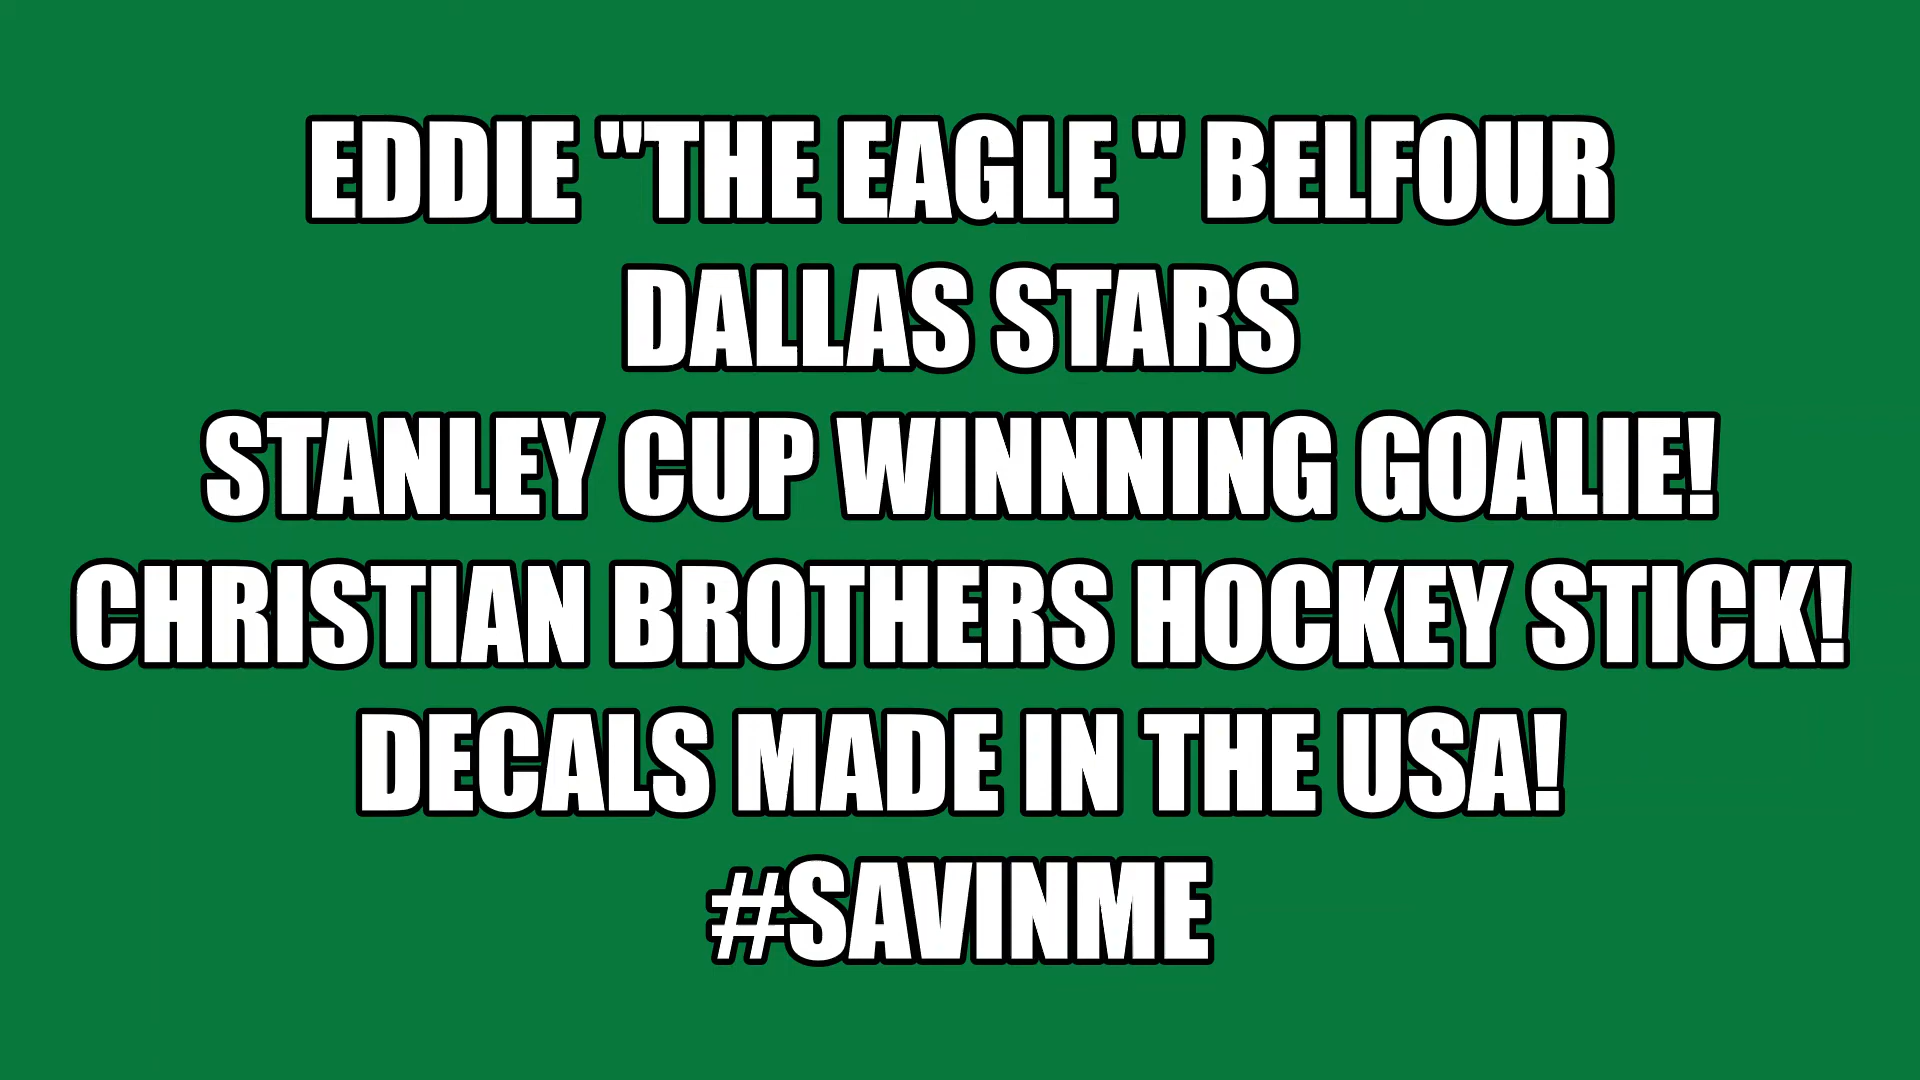 EDDIE "THE EAGLE " BELFOUR
DALLAS STARS
STANLEY CUP WINNNING GOALIE!
CHRISTIAN BROTHERS HOCKEY STICK!
DECALS MADE IN THE USA!
#SAVINME